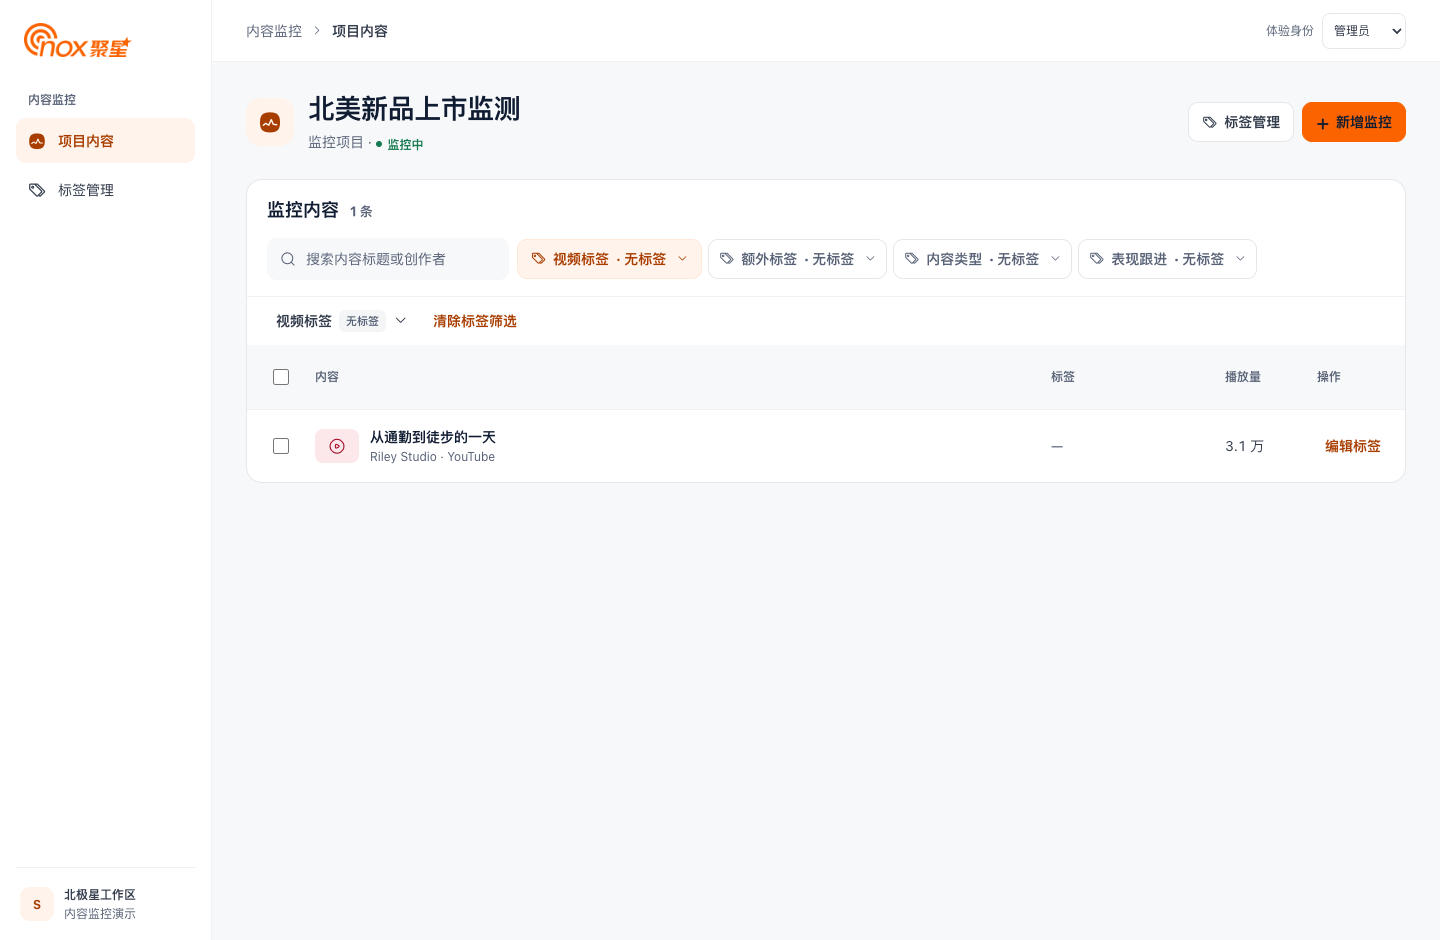 nox 聚星
内容监控
项目内容
标签管理
北极星工作区
内容监控演示
S
内容监控 > 项目内容
体验身份 管理员
北美新品上市监测
监控项目 · 监控中
标签管理
+ 新增监控
监控内容 1 条
搜索内容标题或创作者
视频标签 · 无标签
额外标签 · 无标签
内容类型 · 无标签
表现跟进 · 无标签
视频标签 无标签 清除标签筛选
内容 标签 播放量 操作
从通勤到徒步的一天 — 3.1 万 编辑标签
Riley Studio · YouTube